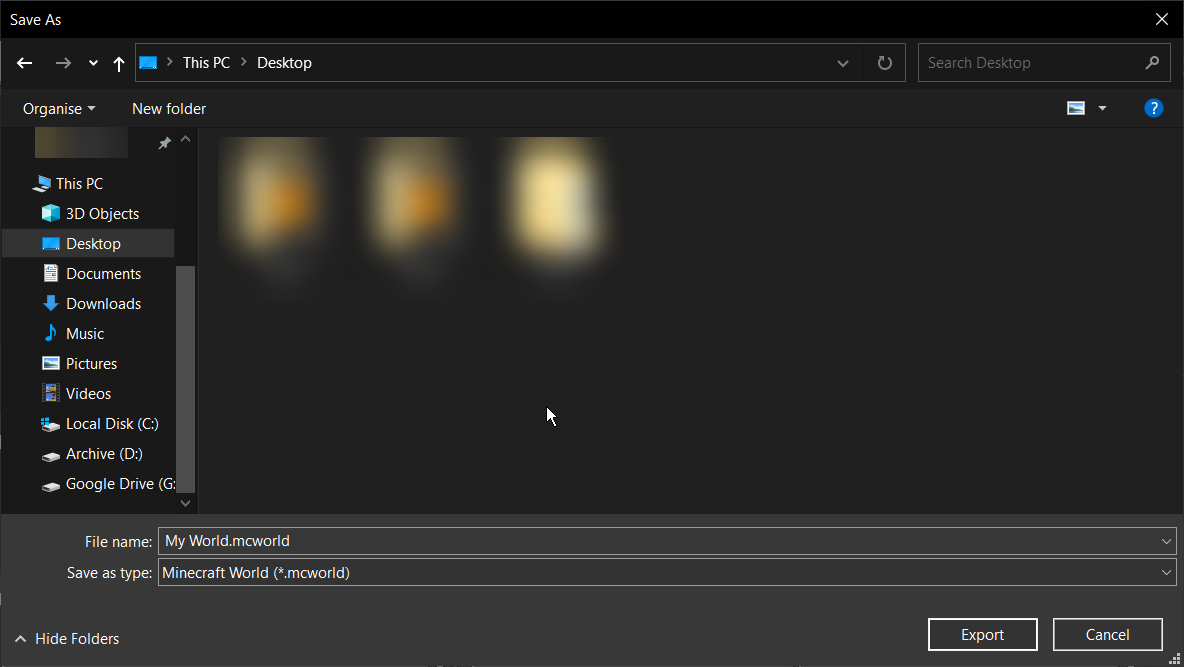 Save As
This PC
Desktop
Search Desktop
Organise
New folder
?
This PC
3D Objects
Desktop
Documents
Downloads
Music
Pictures
Videos
Local Disk (C:)
Archive (D:)
Google Drive (G:
File name: My World.mcworld
Save as type: Minecraft World (*.mcworld)
Hide Folders
Export
Cancel